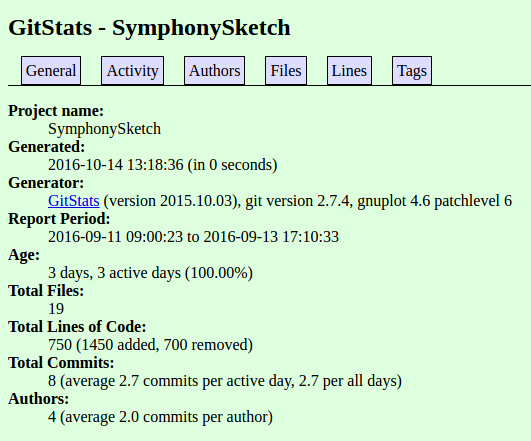 GitStats - SymphonySketch
General Activity Authors Files Lines Tags
Project name:
SymphonySketch
Generated:
2016-10-14 13:18:36 (in 0 seconds)
Generator:
GitStats (version 2015.10.03), git version 2.7.4, gnuplot 4.6 patchlevel 6
Report Period:
2016-09-11 09:00:23 to 2016-09-13 17:10:33
Age:
3 days, 3 active days (100.00%)
Total Files:
19
Total Lines of Code:
750 (1450 added, 700 removed)
Total Commits:
8 (average 2.7 commits per active day, 2.7 per all days)
Authors:
4 (average 2.0 commits per author)